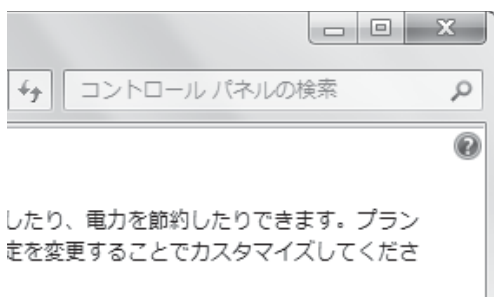 コントロール パネルの検索
したり、電力を節約したりできます。プラン
定を変更することでカスタマイズしてくださ